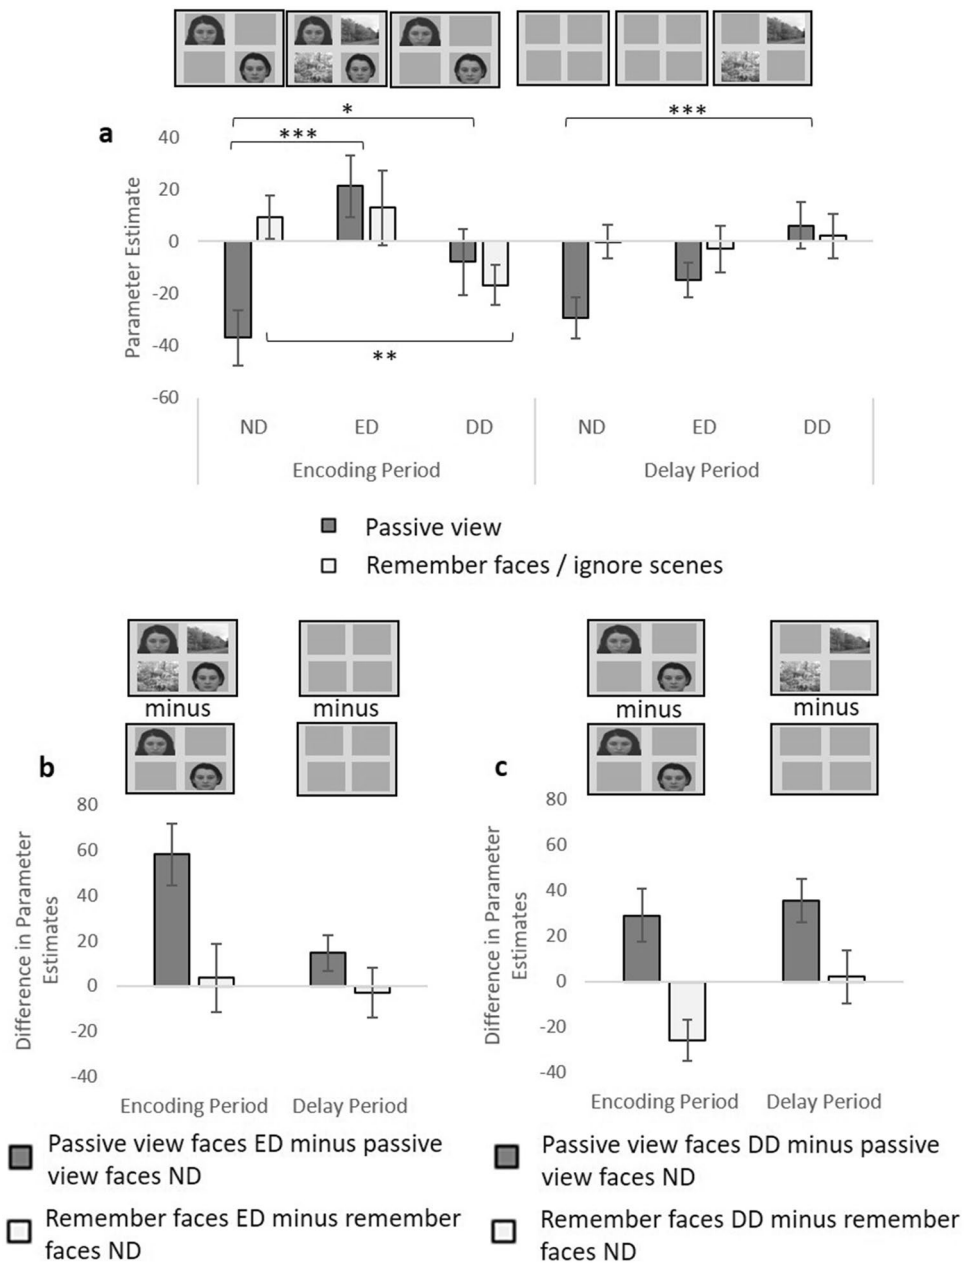 * ***
a
***
40
20
0
-20
-40
-60
Parameter Estimate
**
ND ED DD ND ED DD
Encoding Period Delay Period
Passive view
Remember faces / ignore scenes
minus minus
minus minus
b
80
60
40
20
0
-20
-40
Difference in Parameter
Estimates
Encoding Period Delay Period
Passive view faces ED minus passive
view faces ND
Remember faces ED minus remember
faces ND
c
80
60
40
20
0
-20
-40
Difference in Parameter
Estimates
Encoding Period Delay Period
Passive view faces DD minus passive
view faces ND
Remember faces DD minus remember
faces ND